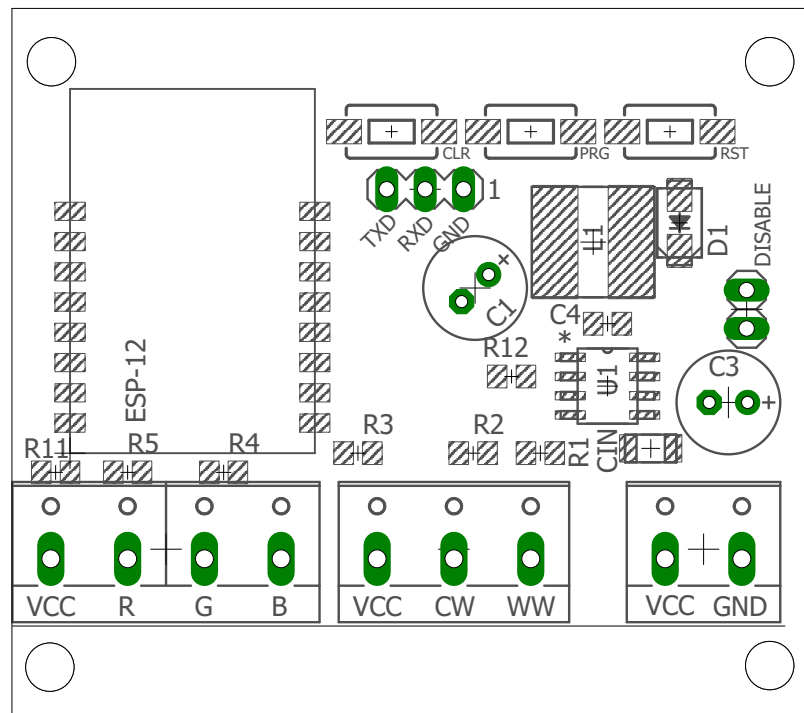 CLR
PRG
RST
TXD
RXD
GND
1
L1
D1
DISABLE
+
C1
C4
*
R12
U1
C3
+
ESP-12
R11
R5
R4
R3
R2
R1
CIN
VCC R G B
VCC CW WW
VCC GND